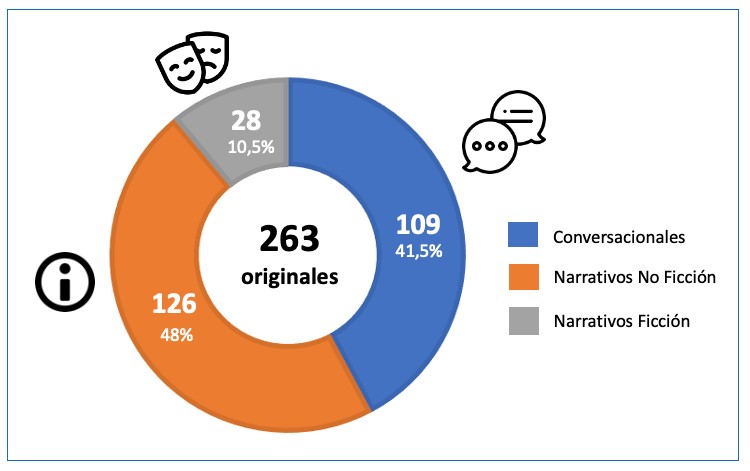 28
10,5%
109
41,5%
263
originales
126
48%
Conversacionales
Narrativos No Ficción
Narrativos Ficción